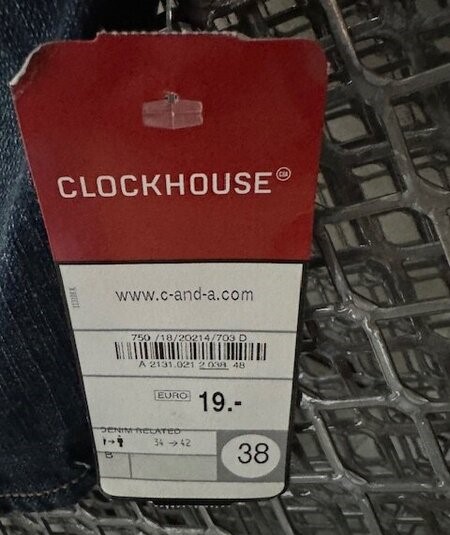 CLOCKHOUSE C&A
www.c-and-a.com
750 /18/20214/703 D
A 2131.021 2 038 48
EURO 19.-
DENIM RELATED
34 → 42
B
38